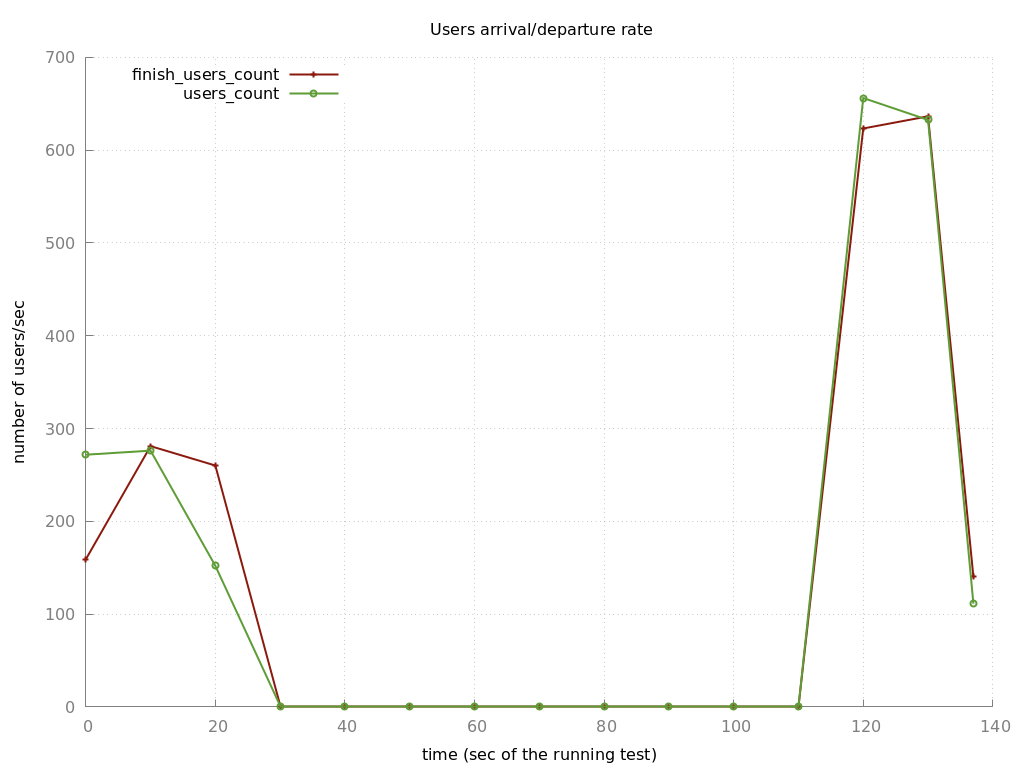 Users arrival/departure rate
700
600
500
400
300
200
100
0
finish_users_count
users_count
number of users/sec
0 20 40 60 80 100 120 140
time (sec of the running test)